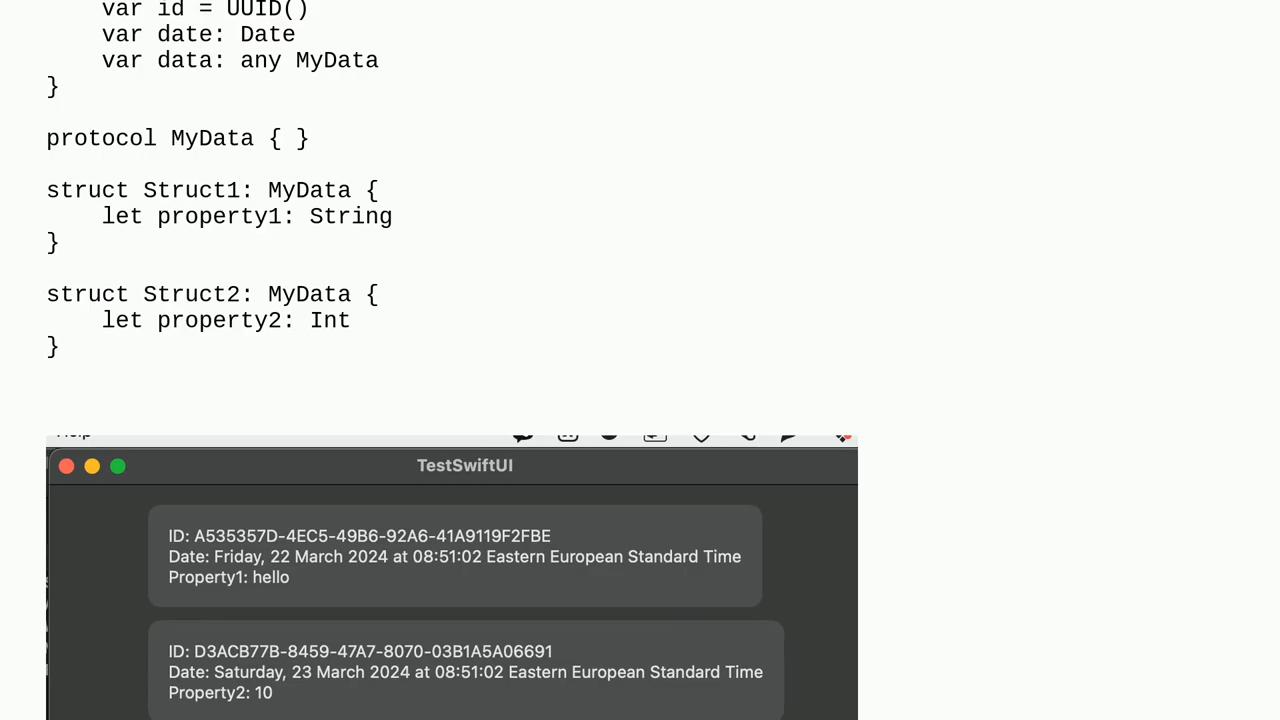 var id = UUID()
var date: Date
var data: any MyData
}
protocol MyData { }
struct Struct1: MyData {
let property1: String
}
struct Struct2: MyData {
let property2: Int
}
Help
TestSwiftUI
ID: A535357D-4EC5-49B6-92A6-41A9119F2FBE
Date: Friday, 22 March 2024 at 08:51:02 Eastern European Standard Time
Property1: hello
ID: D3ACB77B-8459-47A7-8070-03B1A5A06691
Date: Saturday, 23 March 2024 at 08:51:02 Eastern European Standard Time
Property2: 10